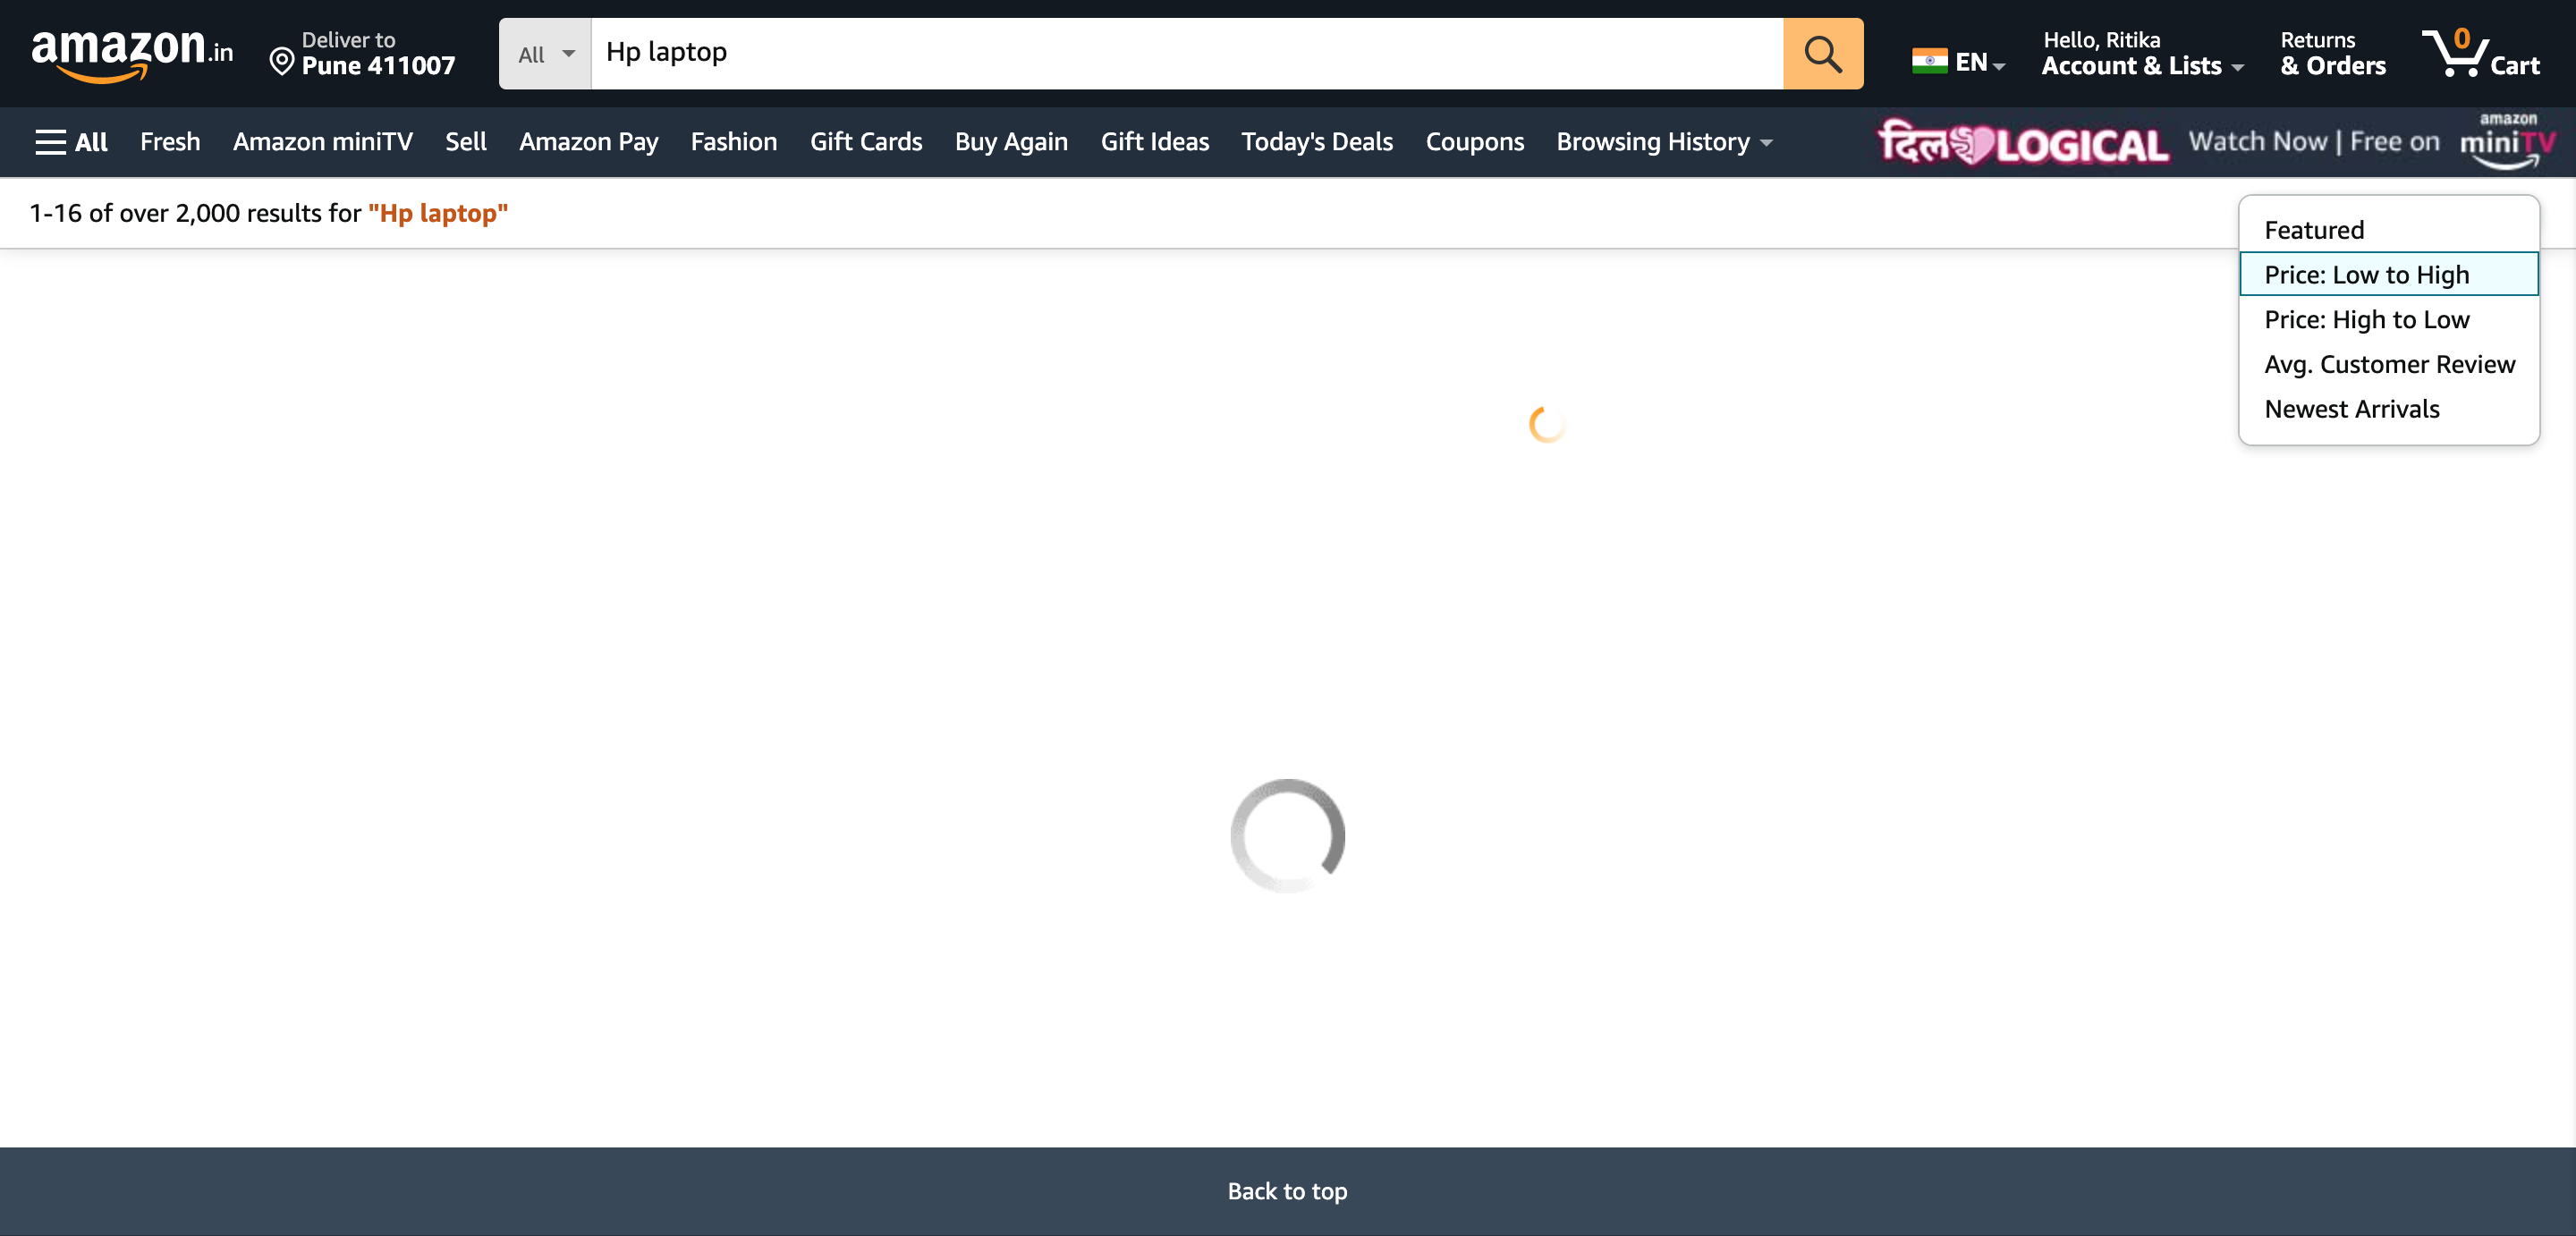 amazon.in
Deliver to
Pune 411007
All
Hp laptop
EN
Hello, Ritika
Account & Lists
Returns
& Orders
0
Cart
All
Fresh
Amazon miniTV
Sell
Amazon Pay
Fashion
Gift Cards
Buy Again
Gift Ideas
Today's Deals
Coupons
Browsing History
दिल इ LOGICAL
Watch Now | Free on
amazon
miniTV
1-16 of over 2,000 results for "Hp laptop"
Featured
Price: Low to High
Price: High to Low
Avg. Customer Review
Newest Arrivals
Back to top